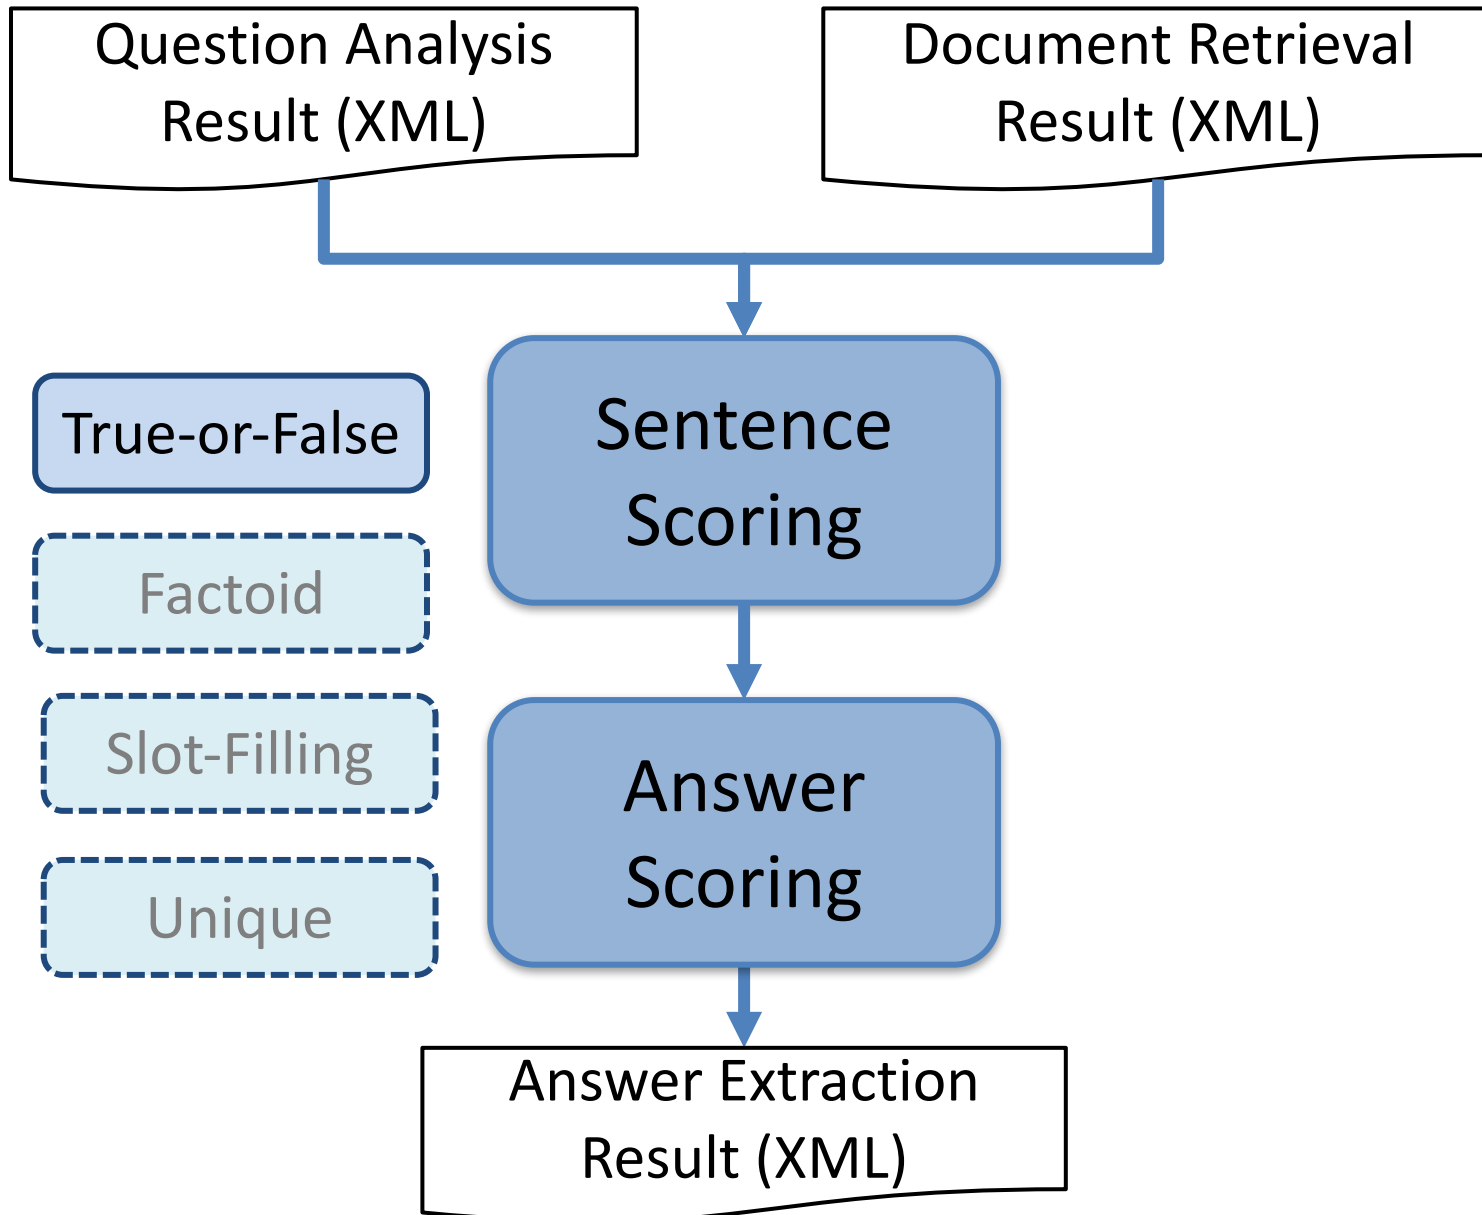 Question Analysis
Result (XML)
Document Retrieval
Result (XML)
True-or-False
Factoid
Slot-Filling
Unique
Sentence
Scoring
Answer
Scoring
Answer Extraction
Result (XML)